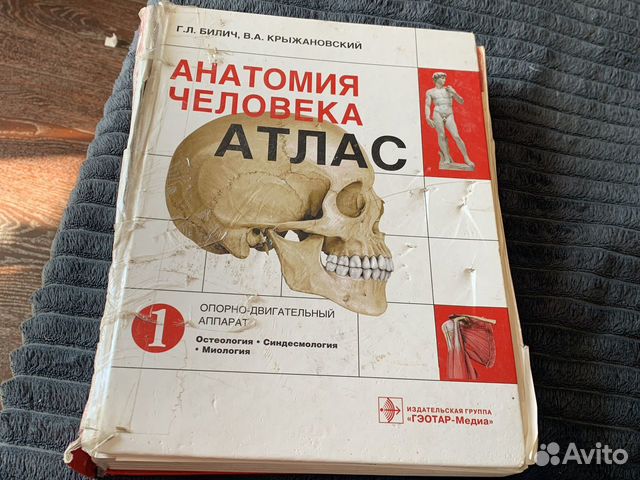 Г.Л. БИЛИЧ, В.А. КРЫЖАНОВСКИЙ
АНАТОМИЯ
ЧЕЛОВЕКА
АТЛАС
1
ОПОРНО-ДВИГАТЕЛЬНЫЙ
АППАРАТ
Остеология • Синдесмология
• Миология
ИЗДАТЕЛЬСКАЯ ГРУППА
«ГЭОТАР-Медиа»
Avito